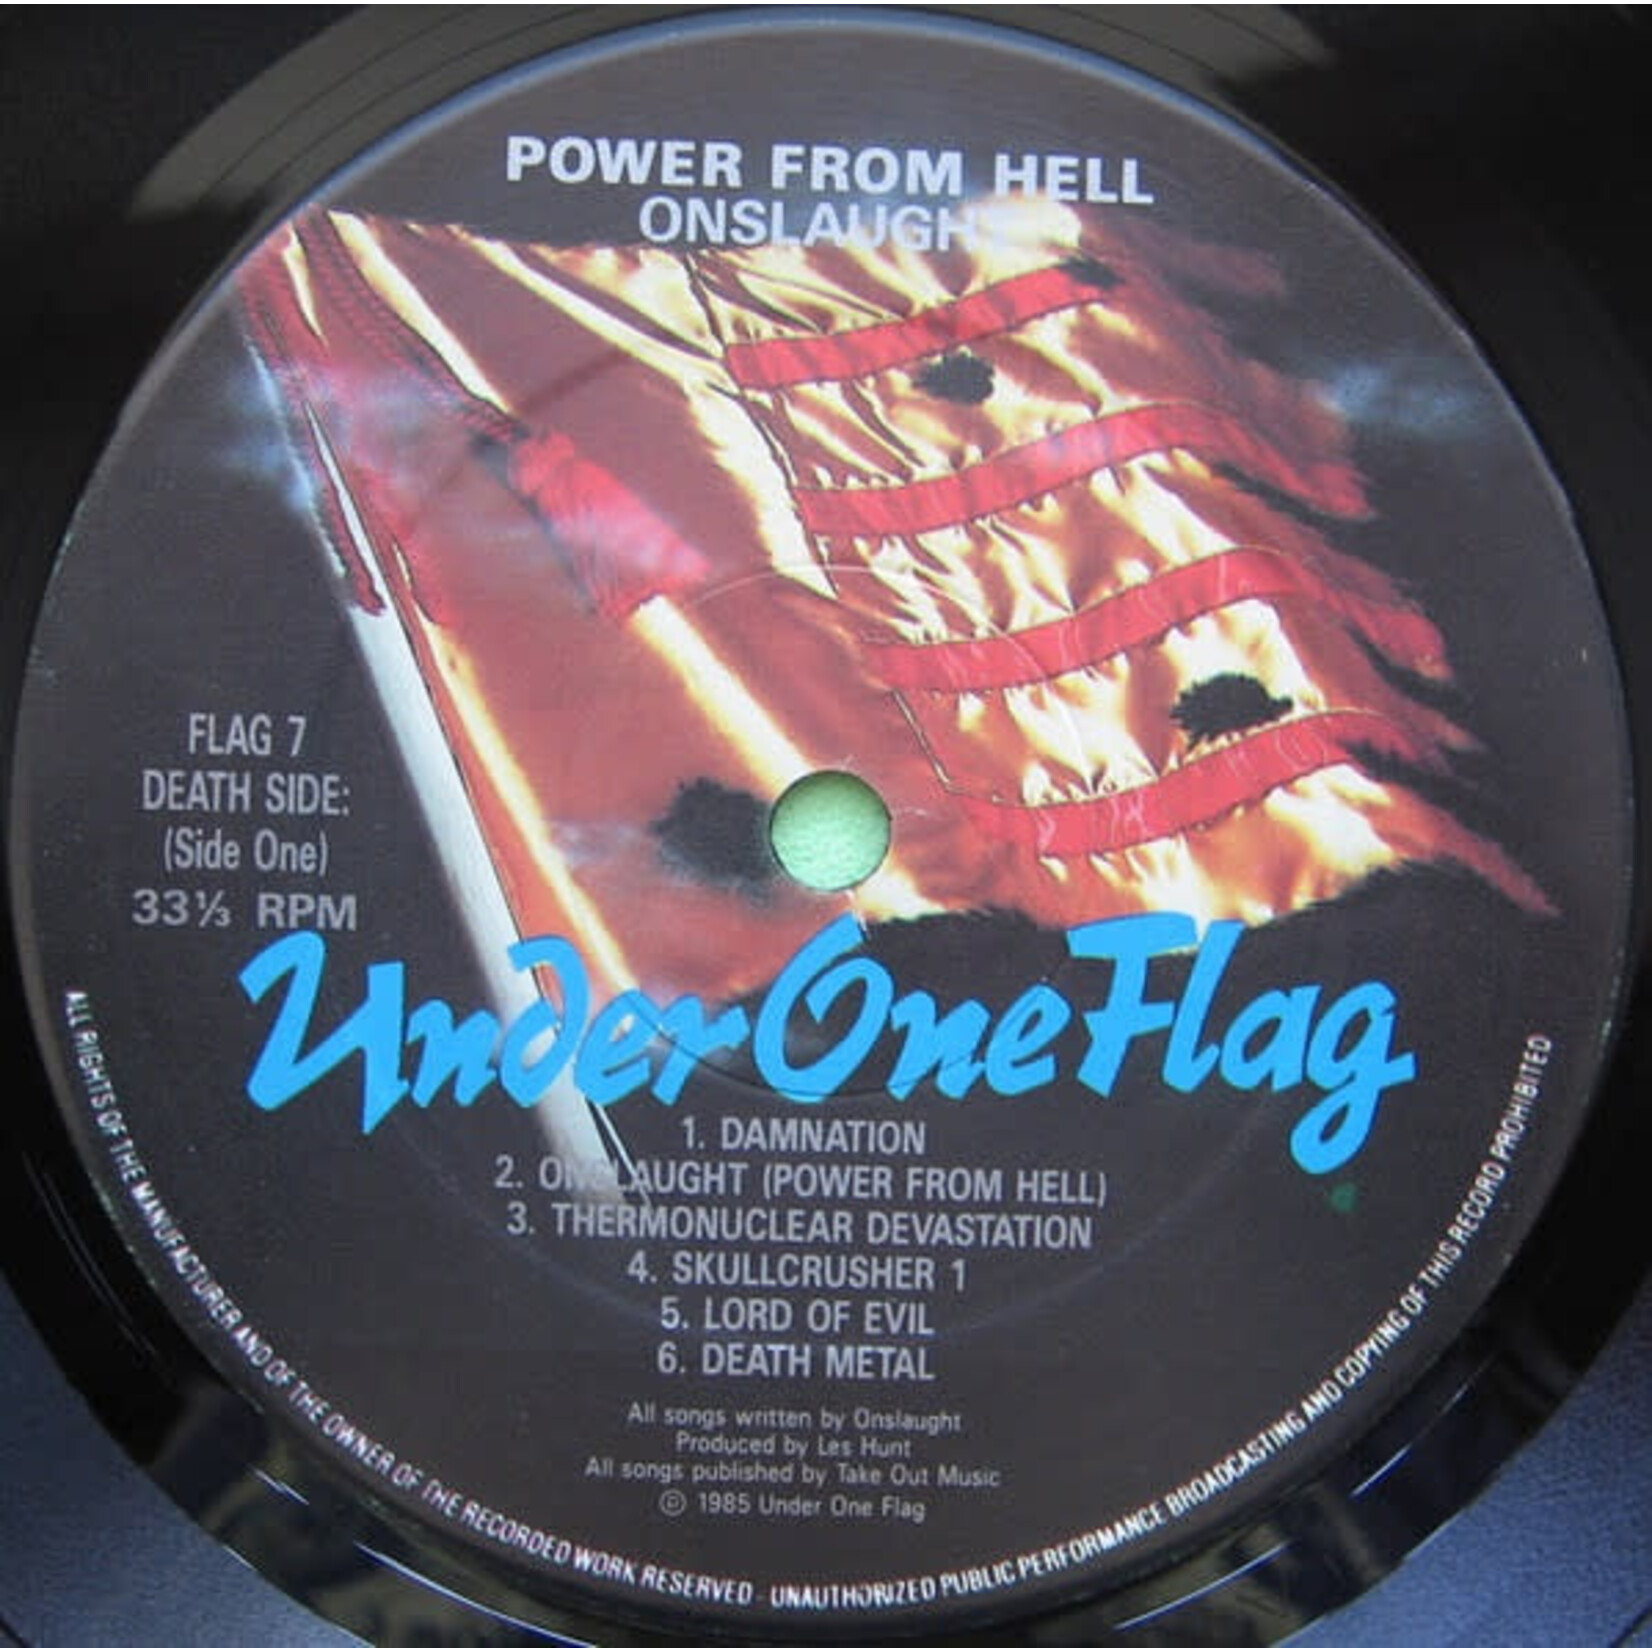 POWER FROM HELL
ONSLAUGHT
FLAG 7
DEATH SIDE:
(Side One)
33⅓ RPM
Under One Flag
1. DAMNATION
2. ONSLAUGHT (POWER FROM HELL)
3. THERMONUCLEAR DEVASTATION
4. SKULLCRUSHER 1
5. LORD OF EVIL
6. DEATH METAL
All songs written by Onslaught
Produced by Les Hunt
All songs published by Take Out Music
℗ 1985 Under One Flag
ALL RIGHTS OF THE MANUFACTURER AND OF THE OWNER OF THE RECORDED WORK RESERVED - UNAUTHORIZED PUBLIC PERFORMANCE BROADCASTING AND COPYING OF THIS RECORD PROHIBITED